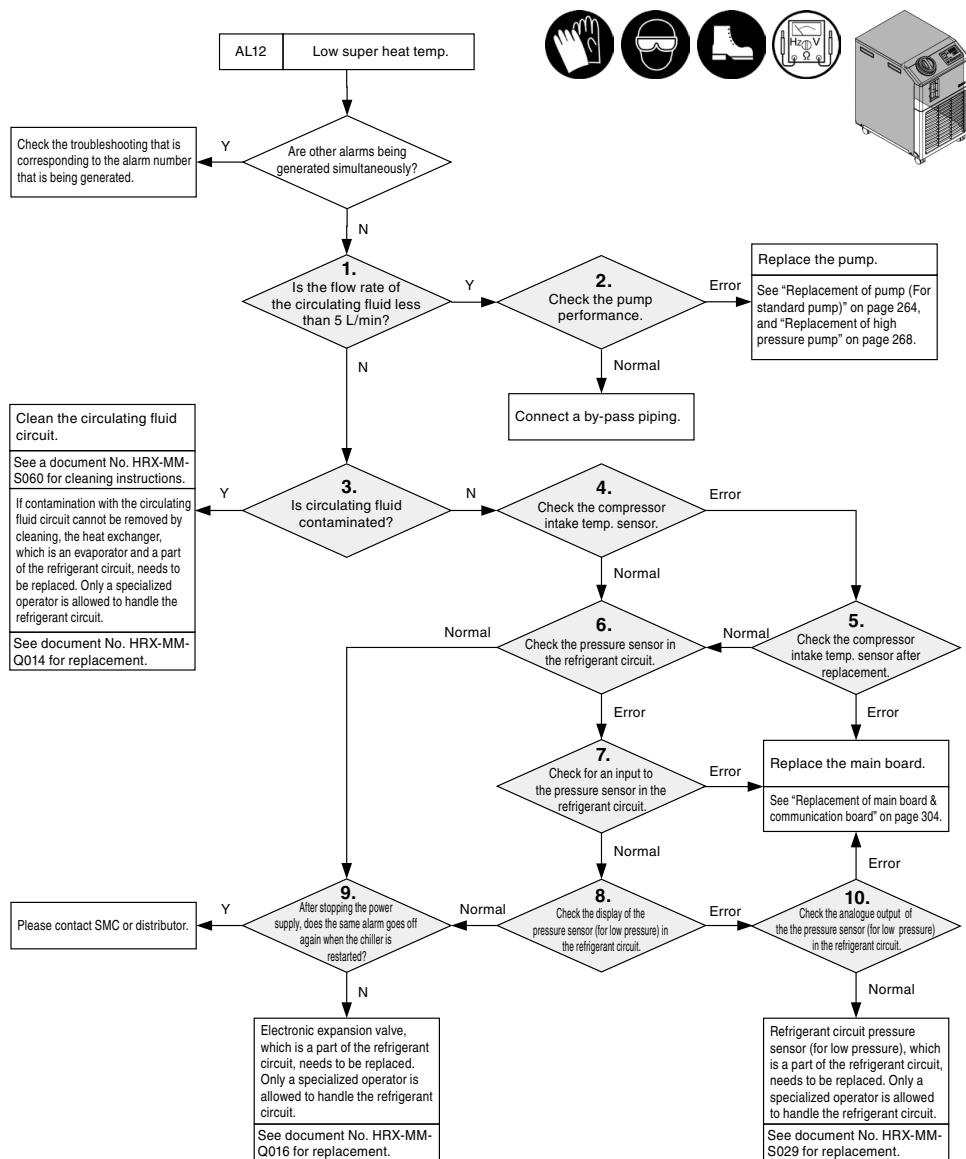 AL12
Low super heat temp.
Hz V
Ω
Check the troubleshooting that is
corresponding to the alarm number
that is being generated.
Y
Are other alarms being
generated simultaneously?
N
1.
Is the flow rate of
the circulating fluid less
than 5 L/min?
Y
2.
Check the pump
performance.
Error
Replace the pump.
See “Replacement of pump (For
standard pump)” on page 264,
and “Replacement of high
pressure pump” on page 268.
N
Normal
Connect a by-pass piping.
Clean the circulating fluid
circuit.
See a document No. HRX-MM-
S060 for cleaning instructions.
If contamination with the circulating
fluid circuit cannot be removed by
cleaning, the heat exchanger,
which is an evaporator and a part
of the refrigerant circuit, needs to
be replaced. Only a specialized
operator is allowed to handle the
refrigerant circuit.
See document No. HRX-MM-
Q014 for replacement.
Y
3.
Is circulating fluid
contaminated?
N
4.
Check the compressor
intake temp. sensor.
Error
Normal
5.
Check the compressor
intake temp. sensor after
replacement.
Normal
6.
Check the pressure sensor in
the refrigerant circuit.
Normal
Error
Error
7.
Check for an input to
the pressure sensor in the
refrigerant circuit.
Error
Replace the main board.
See “Replacement of main board &
communication board” on page 304.
Normal
Error
Please contact SMC or distributor.
Y
9.
After stopping the power
supply, does the same alarm goes off
again when the chiller is
restarted?
Normal
8.
Check the display of the
pressure sensor (for low pressure) in
the refrigerant circuit.
Error
10.
Check the analogue output of
the the pressure sensor (for low pressure)
in the refrigerant circuit.
N
Normal
Electronic expansion valve,
which is a part of the refrigerant
circuit, needs to be replaced.
Only a specialized operator is
allowed to handle the refrigerant
circuit.
See document No. HRX-MM-
Q016 for replacement.
Refrigerant circuit pressure
sensor (for low pressure), which
is a part of the refrigerant circuit,
needs to be replaced. Only a
specialized operator is allowed
to handle the refrigerant circuit.
See document No. HRX-MM-
S029 for replacement.